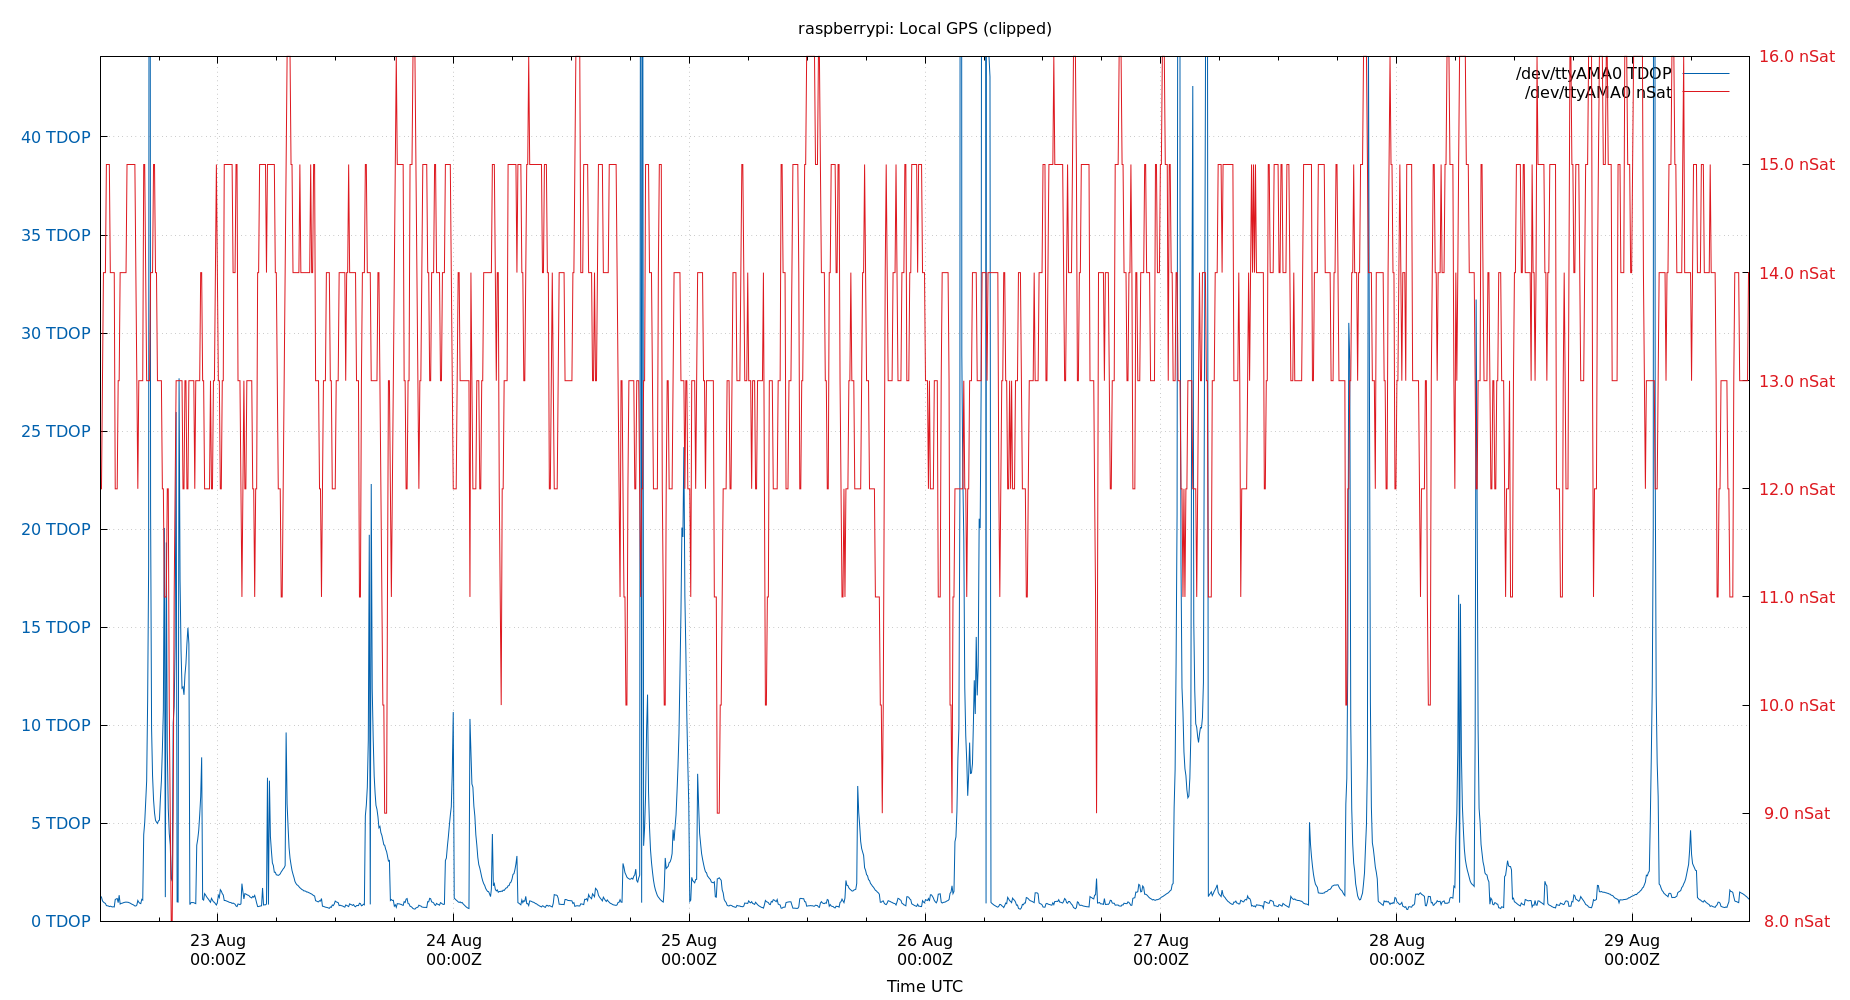 raspberrypi: Local GPS (clipped)
16.0 nSat
/dev/ttyAMA0 TDOP
/dev/ttyAMA0 nSat
40 TDOP
15.0 nSat
35 TDOP
14.0 nSat
30 TDOP
13.0 nSat
25 TDOP
12.0 nSat
20 TDOP
11.0 nSat
15 TDOP
10.0 nSat
10 TDOP
9.0 nSat
5 TDOP
8.0 nSat
0 TDOP
23 Aug 24 Aug 25 Aug 26 Aug 27 Aug 28 Aug 29 Aug
00:00Z 00:00Z 00:00Z 00:00Z 00:00Z 00:00Z 00:00Z
Time UTC